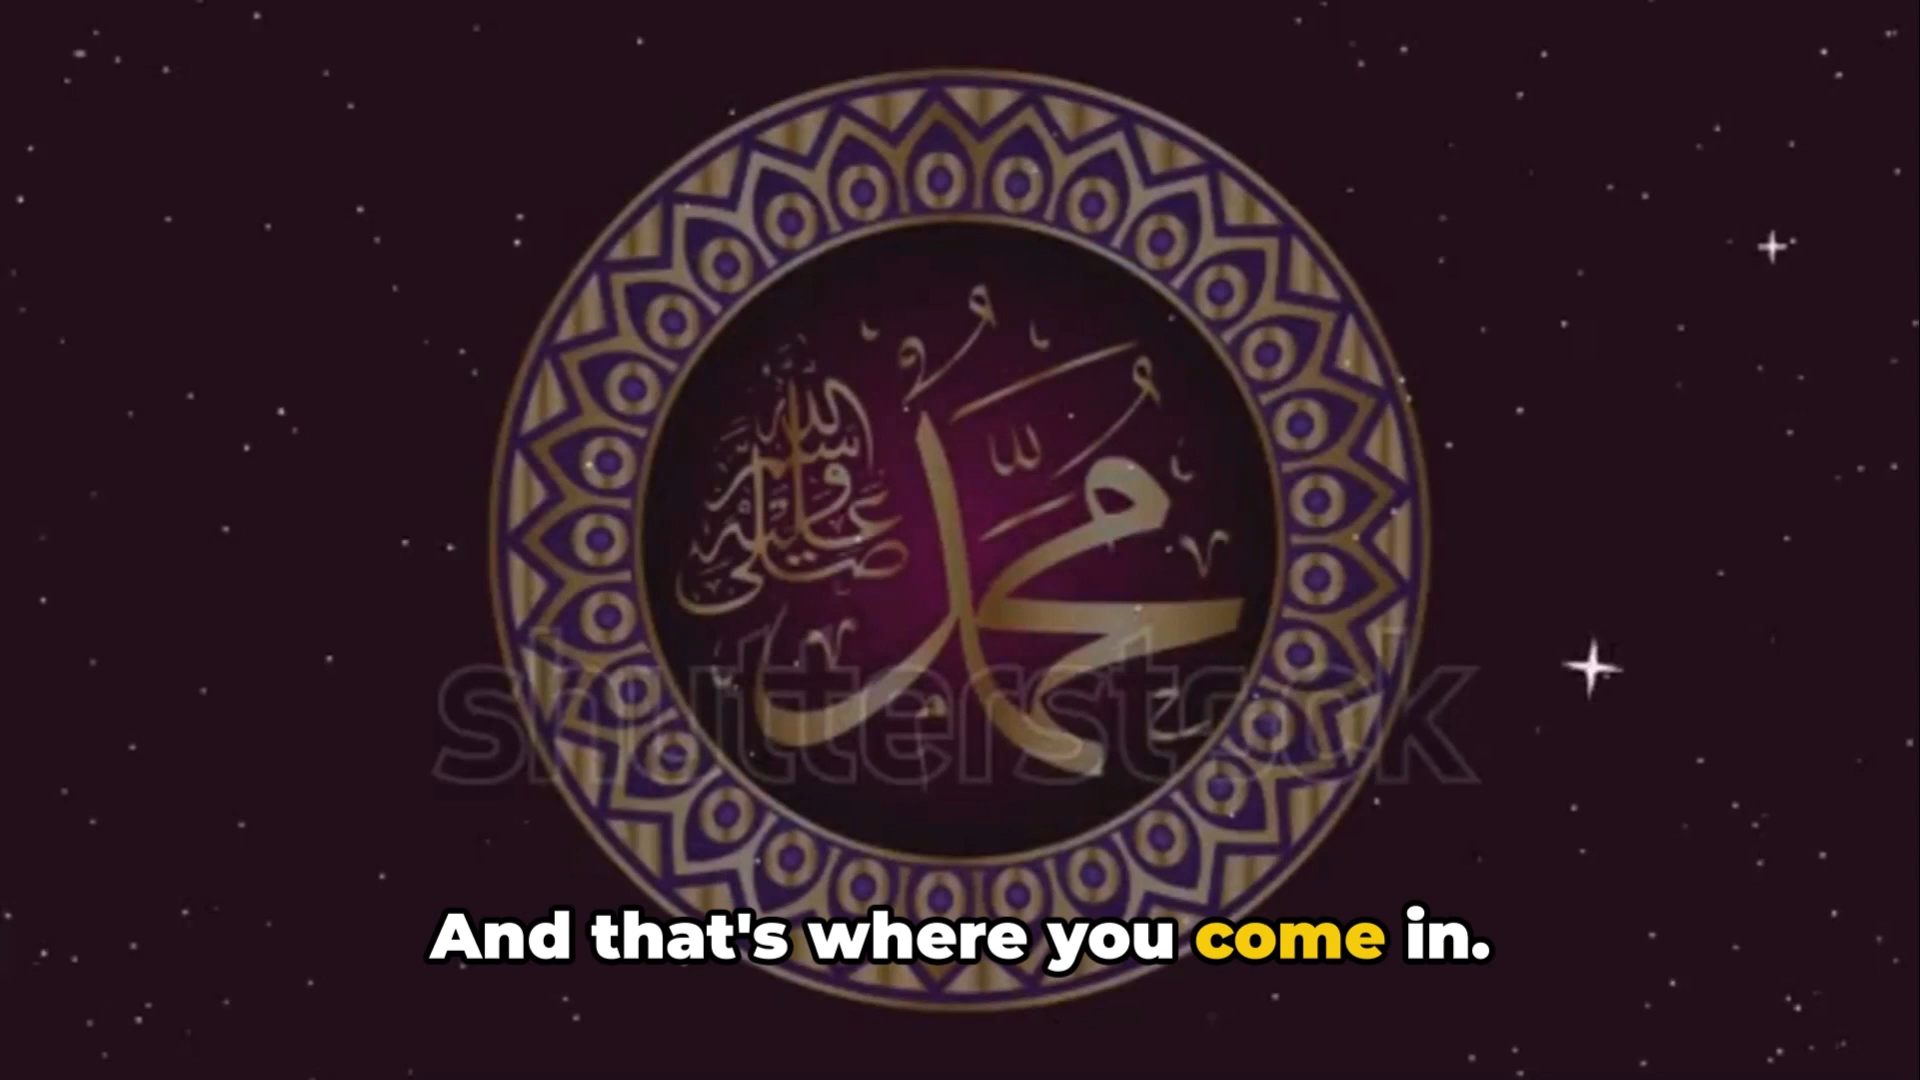 محمد
صلى الله عليه وسلم
shutterstock
And that's where you come in.